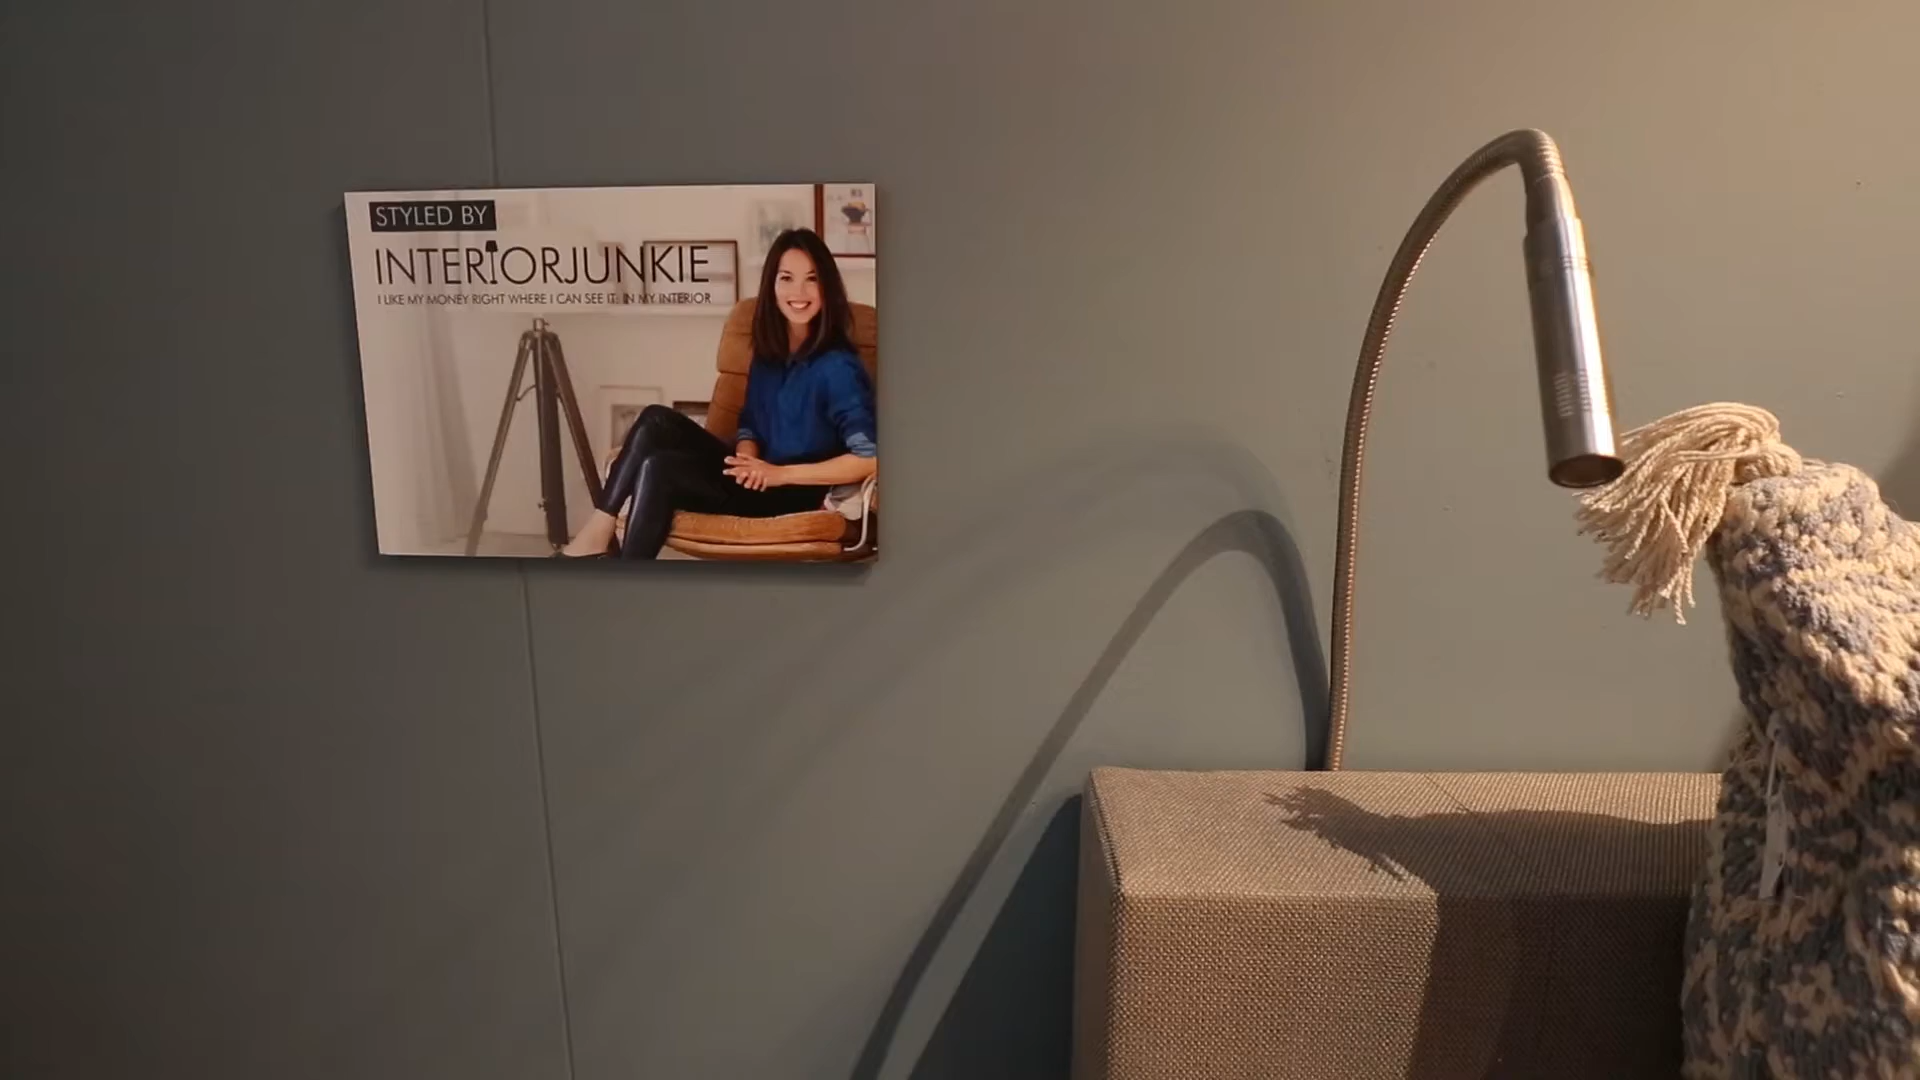 STYLED BY
INTERIORJUNKIE
I LIKE MY MONEY RIGHT WHERE I CAN SEE IT: IN MY INTERIOR